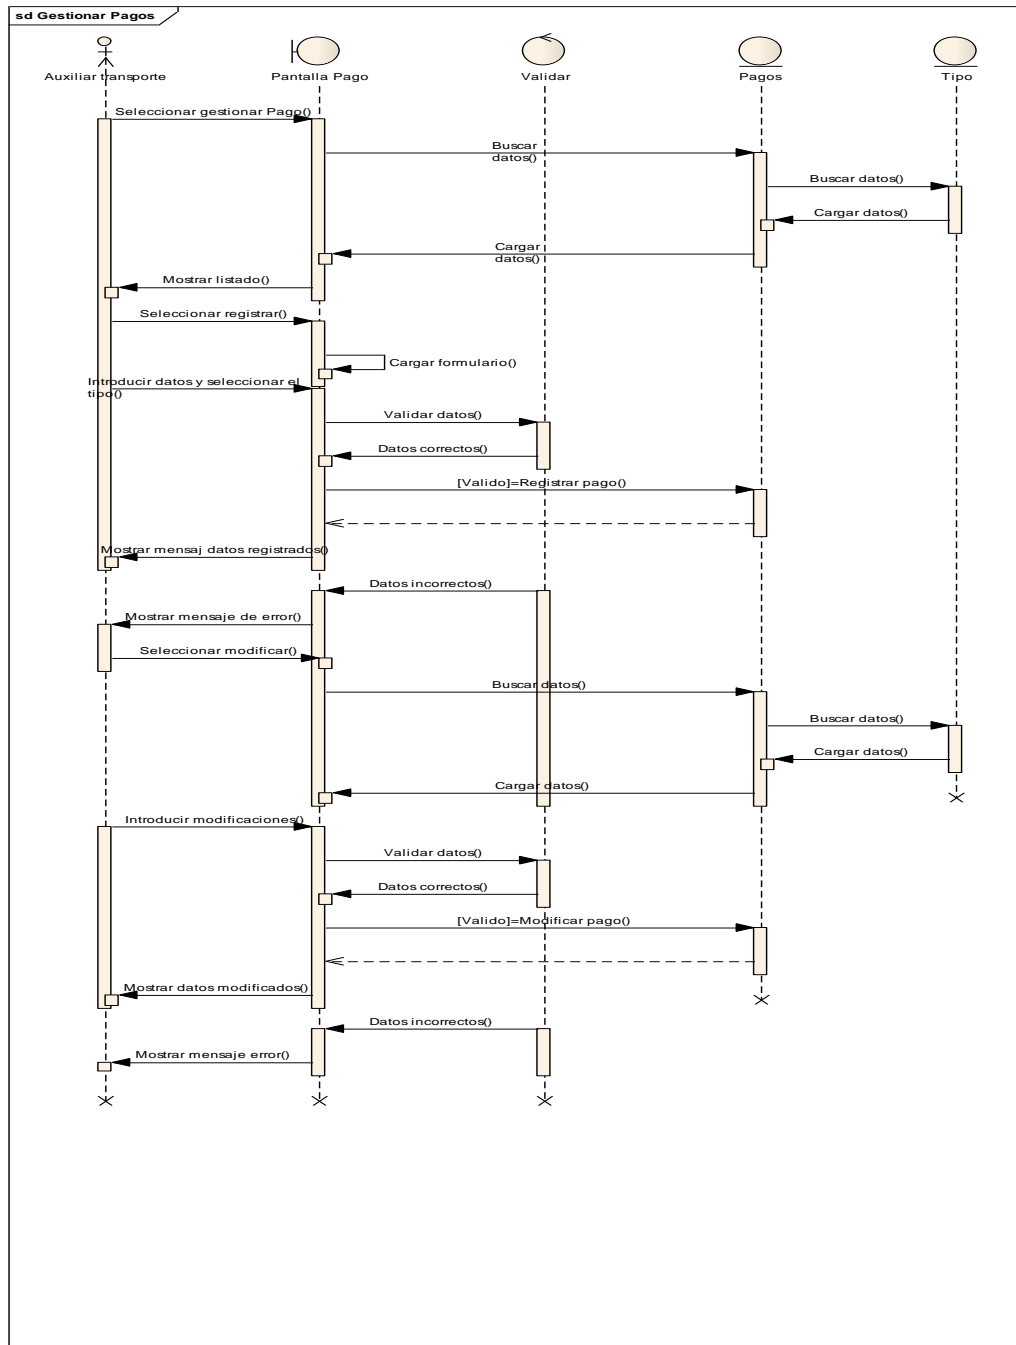 sd Gestionar Pagos
Auxiliar transporte
Pantalla Pago
Validar
Pagos
Tipo
Seleccionar gestionar Pago()
Buscar
datos()
Buscar datos()
Cargar datos()
Cargar
datos()
Mostrar listado()
Seleccionar registrar()
Cargar formulario()
Introducir datos y seleccionar el
tipo()
Validar datos()
Datos correctos()
[Valido]=Registrar pago()
Mostrar mensaj datos registrados()
Datos incorrectos()
Mostrar mensaje de error()
Seleccionar modificar()
Buscar datos()
Buscar datos()
Cargar datos()
Cargar datos()
Introducir modificaciones()
Validar datos()
Datos correctos()
[Valido]=Modificar pago()
Mostrar datos modificados()
Datos incorrectos()
Mostrar mensaje error()